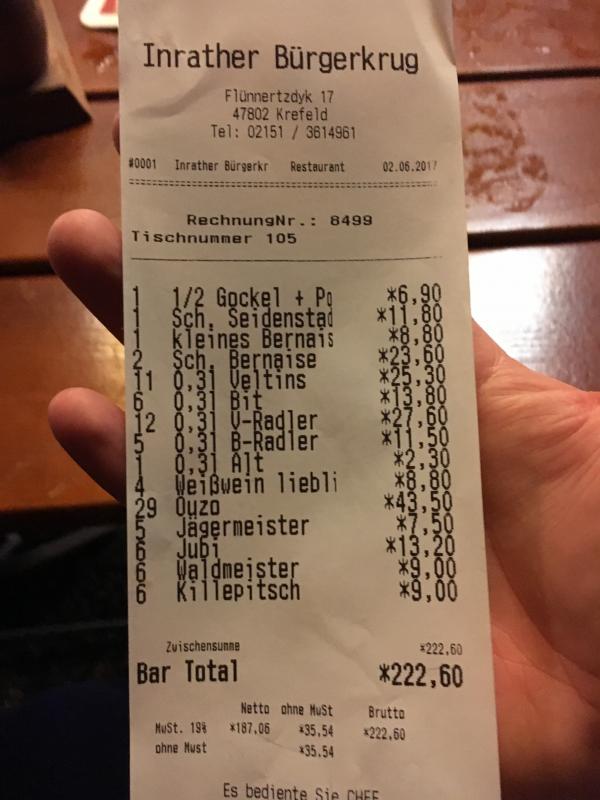 Inrather Bürgerkrug
Flünnertzdyk 17
47802 Krefeld
Tel: 02151 / 3614961
#0001 Inrather Bürgerkr Restaurant 02.06.2017
RechnungNr.: 8499
Tischnummer 105
1 1/2 Gockel + Po *6,90
1 Sch. Seidenstad *11,80
1 kleines Bernais *8,80
2 Sch. Bernaise *23,60
11 0,3l Veltins *25,30
6 0,3l Bit *13,80
12 0,3l V-Radler *27,60
5 0,3l B-Radler *11,50
1 0,3l Alt *2,30
4 Weißwein liebli *8,80
29 Ouzo *43,50
5 Jägermeister *7,50
6 Jubi *13,20
6 Waldmeister *9,00
6 Killepitsch *9,00
Zwischensumme *222,60
Bar Total *222,60
Netto ohne MuSt Brutto
MwSt. 19% *187,06 *35,54 *222,60
ohne Mwst *35,54
Es bediente Sie CHEF